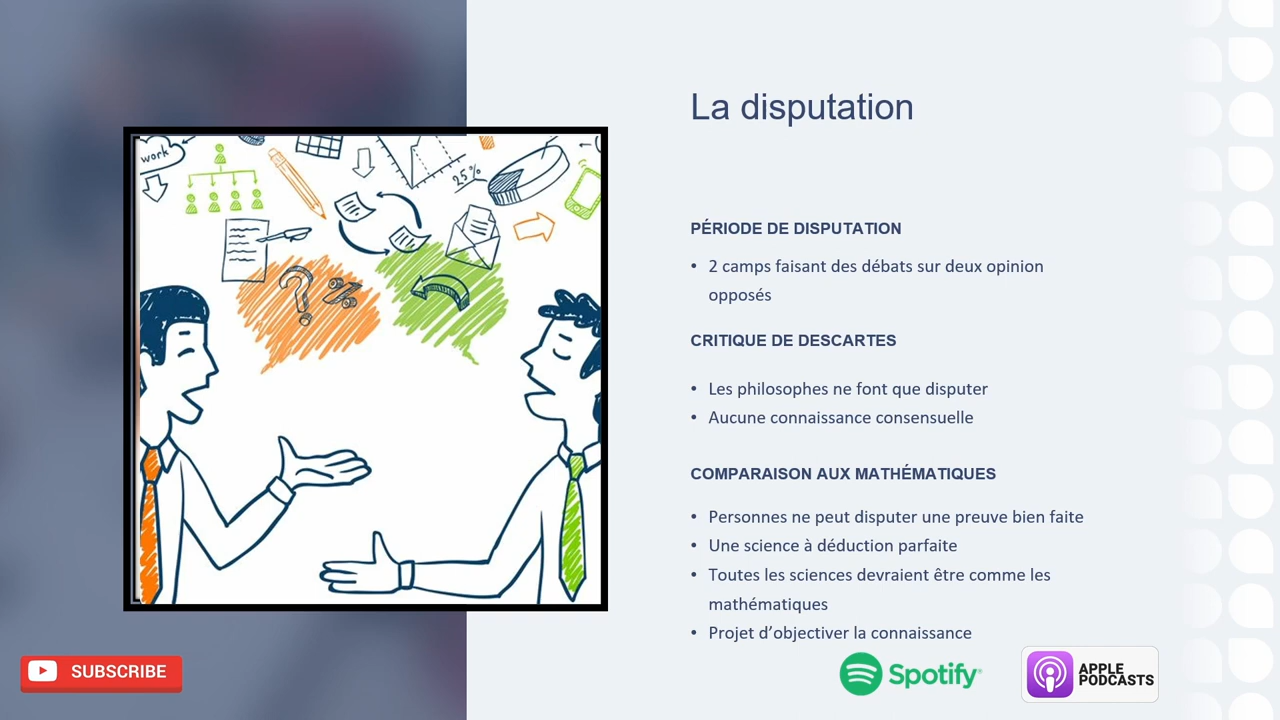 La disputation
work
25%
? %
PÉRIODE DE DISPUTATION
• 2 camps faisant des débats sur deux opinion
opposés
CRITIQUE DE DESCARTES
• Les philosophes ne font que disputer
• Aucune connaissance consensuelle
COMPARAISON AUX MATHÉMATIQUES
• Personnes ne peut disputer une preuve bien faite
• Une science à déduction parfaite
• Toutes les sciences devraient être comme les
mathématiques
• Projet d’objectiver la connaissance
SUBSCRIBE
Spotify
APPLE
PODCASTS